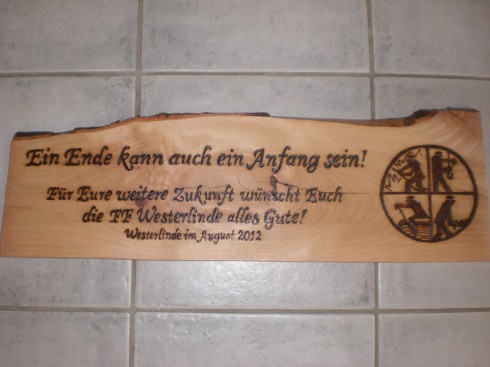 Ein Ende kann auch ein Anfang sein!
Für Eure weitere Zukunft wünscht Euch
die FF Westerlinde alles Gute!
Westerlinde im August 2012